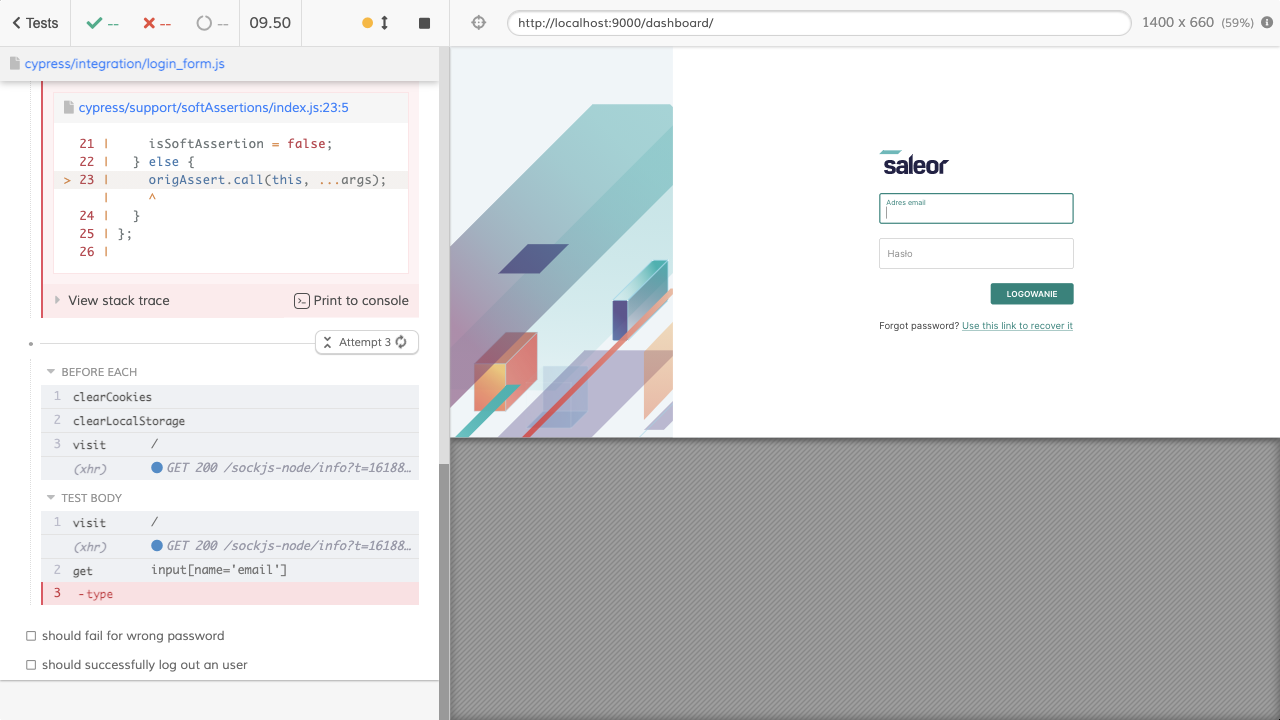 Tests
--
--
--
09.50
http://localhost:9000/dashboard/
1400 x 660 (59%)
cypress/integration/login_form.js
cypress/support/softAssertions/index.js:23:5
21 | isSoftAssertion = false;
22 | } else {
> 23 | origAssert.call(this, ...args);
| ^
24 | }
25 | };
26 |
View stack trace
Print to console
Attempt 3
BEFORE EACH
1 clearCookies
2 clearLocalStorage
3 visit /
(xhr) GET 200 /sockjs-node/info?t=16188…
TEST BODY
1 visit /
(xhr) GET 200 /sockjs-node/info?t=16188…
2 get input[name='email']
3 -type
should fail for wrong password
should successfully log out an user
saleor
Adres email
Hasło
LOGOWANIE
Forgot password? Use this link to recover it